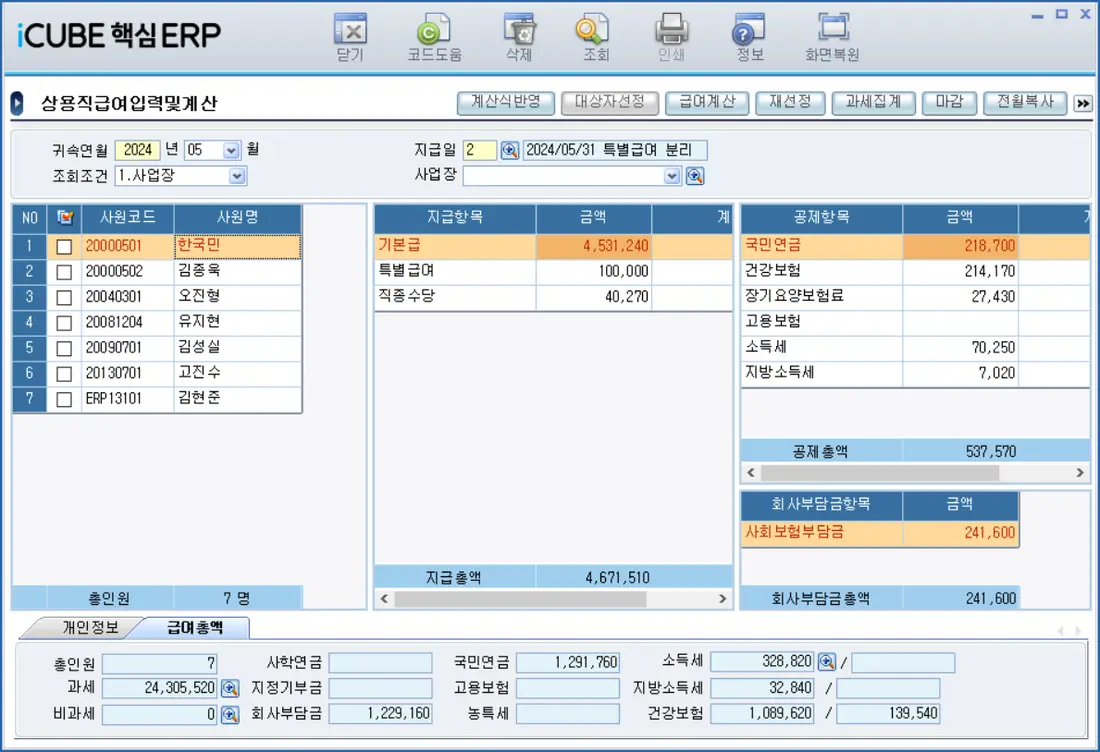 iCUBE 핵심 ERP
닫기 코드도움 삭제 조회 인쇄 정보 화면복원
상용직급여입력및계산
계산식반영 대상자선정 급여계산 재선정 과세집계 마감 전월복사
귀속연월 2024 년 05 월 지급일 2 2024/05/31 특별급여 분리
조회조건 1.사업장 사업장
NO 사원코드 사원명
1 20000501 한국민
2 20000502 김종욱
3 20040301 오진형
4 20081204 유지현
5 20090701 김성실
6 20130701 고진수
7 ERP13101 김현준
총인원 7 명
지급항목 금액 계
기본급 4,531,240
특별급여 100,000
직종수당 40,270
지급총액 4,671,510
공제항목 금액
국민연금 218,700
건강보험 214,170
장기요양보험료 27,430
고용보험
소득세 70,250
지방소득세 7,020
공제총액 537,570
회사부담금항목 금액
사회보험부담금 241,600
회사부담금총액 241,600
개인정보 급여총액
총인원 7 사학연금 국민연금 1,291,760 소득세 328,820 /
과세 24,305,520 지정기부금 고용보험 지방소득세 32,840 /
비과세 0 회사부담금 1,229,160 농특세 건강보험 1,089,620 / 139,540